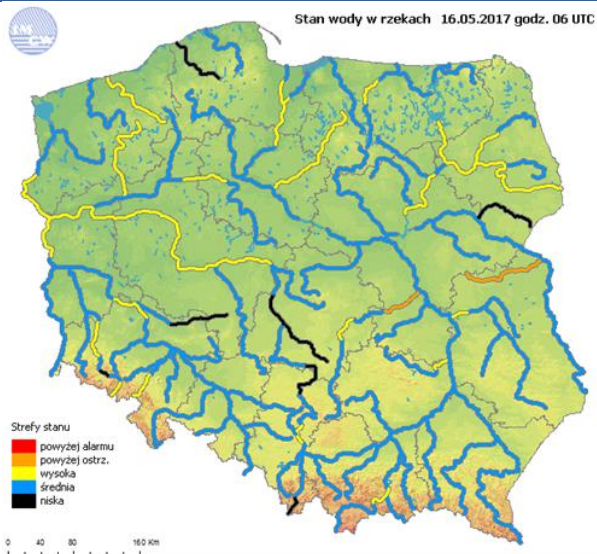 Stan wody w rzekach 16.05.2017 godz. 06 UTC
Strefy stanu
powyżej alarmu
powyżej ostrz.
wysoka
średnia
niska
0 40 80 160 Km